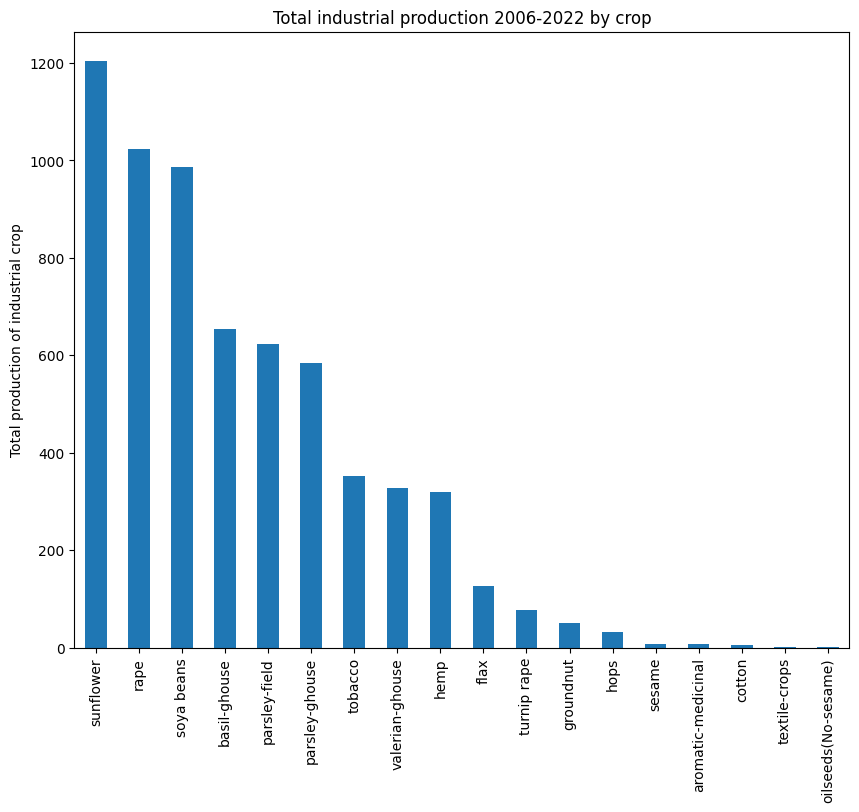 Total industrial production 2006-2022 by crop
Total production of industrial crop
1200
1000
800
600
400
200
0
sunflower
rape
soya beans
basil-ghouse
parsley-field
parsley-ghouse
tobacco
valerian-ghouse
hemp
flax
turnip rape
groundnut
hops
sesame
aromatic-medicinal
cotton
textile-crops
oilseeds(No-sesame)